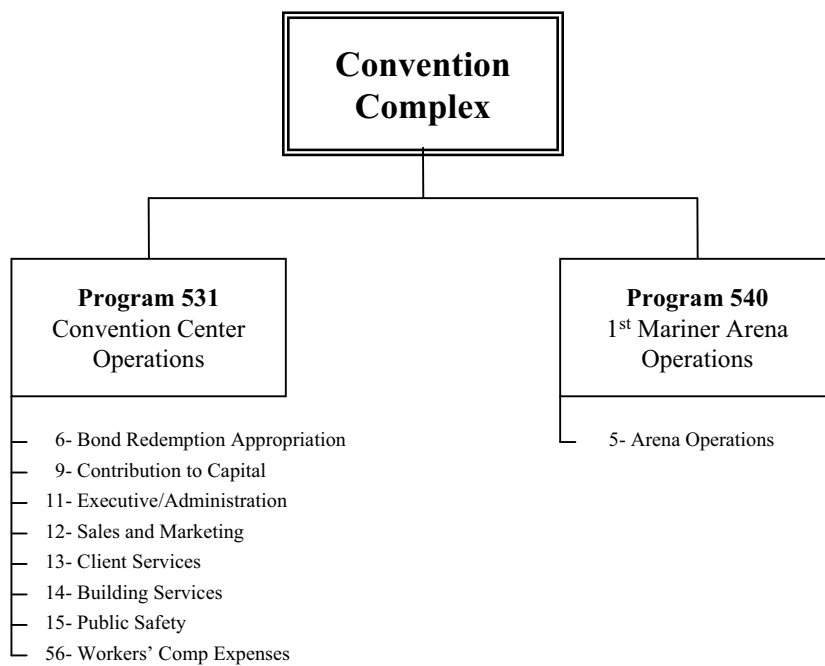 Convention
Complex
Program 531
Convention Center
Operations
Program 540
1st Mariner Arena
Operations
6- Bond Redemption Appropriation
9- Contribution to Capital
11- Executive/Administration
12- Sales and Marketing
13- Client Services
14- Building Services
15- Public Safety
56- Workers’ Comp Expenses
5- Arena Operations